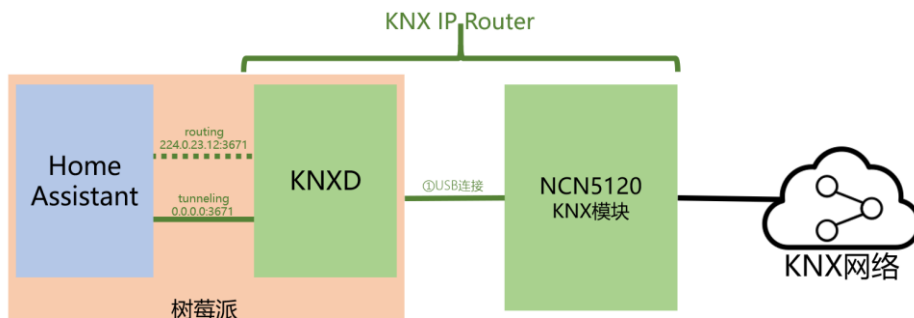 KNX IP Router
routing
224.0.23.12:3671
Home
Assistant
tunneling
0.0.0.0:3671
KNXD
①USB连接
NCN5120
KNX模块
KNX网络
树莓派